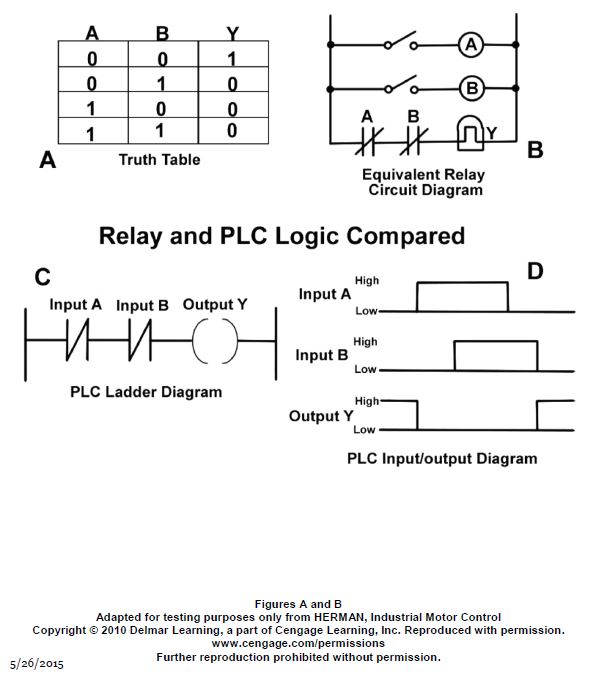 A B Y
0 0 1
0 1 0
1 0 0
1 1 0
A
Truth Table
A
B
A B
Y
B
Equivalent Relay
Circuit Diagram
Relay and PLC Logic Compared
C
Input A Input B Output Y
PLC Ladder Diagram
D
High
Input A
Low
High
Input B
Low
High
Output Y
Low
PLC Input/output Diagram
Figures A and B
Adapted for testing purposes only from HERMAN, Industrial Motor Control
Copyright © 2010 Delmar Learning, a part of Cengage Learning, Inc. Reproduced with permission.
www.cengage.com/permissions
Further reproduction prohibited without permission.
5/26/2015